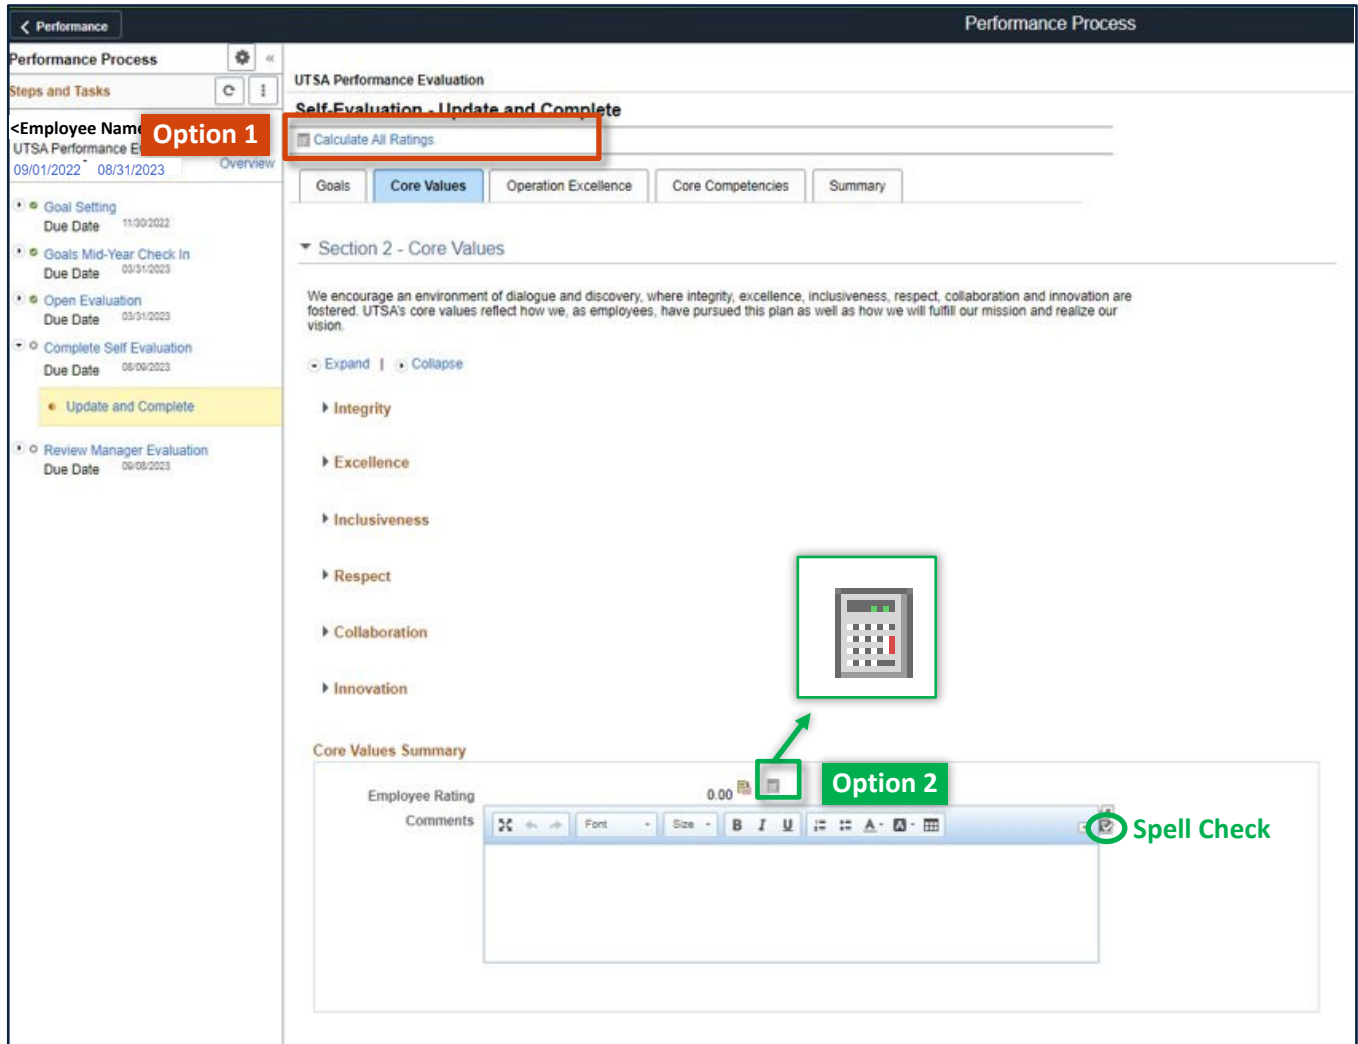 Performance
Performance Process
Performance Process
Steps and Tasks
<Employee Nam
Option 1
UTSA Performance E
09/01/2022 - 08/31/2023
Overview
Goal Setting
Due Date 11/30/2022
Goals Mid-Year Check In
Due Date 03/31/2023
Open Evaluation
Due Date 03/31/2023
Complete Self Evaluation
Due Date 08/09/2023
Update and Complete
Review Manager Evaluation
Due Date 09/08/2023
UTSA Performance Evaluation
Self-Evaluation - Update and Complete
Calculate All Ratings
Goals
Core Values
Operation Excellence
Core Competencies
Summary
Section 2 - Core Values
We encourage an environment of dialogue and discovery, where integrity, excellence, inclusiveness, respect, collaboration and innovation are
fostered. UTSA's core values reflect how we, as employees, have pursued this plan as well as how we will fulfill our mission and realize our
vision.
Expand | Collapse
Integrity
Excellence
Inclusiveness
Respect
Collaboration
Innovation
Core Values Summary
Employee Rating 0.00
Option 2
Comments
Font Size B I U A A
Spell Check